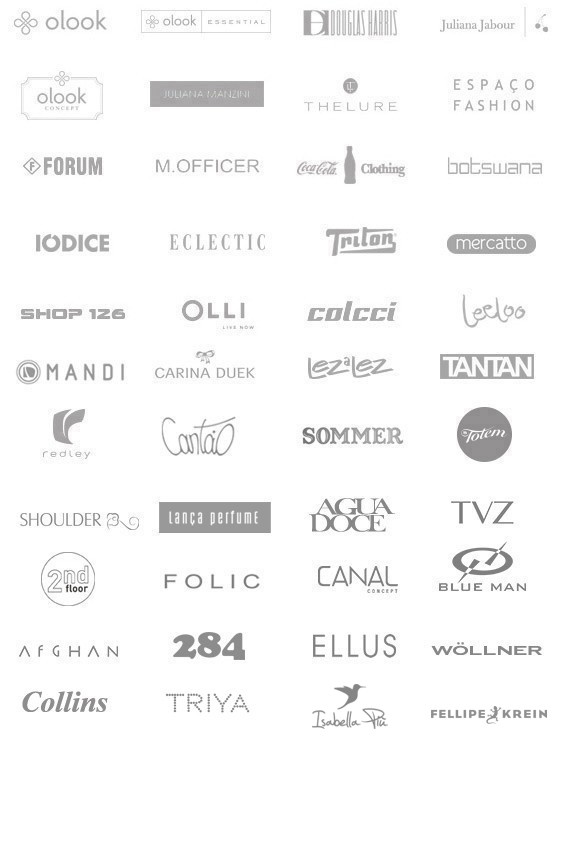 olook
olook ESSENTIAL
DOUGLAS HARRIS
Juliana Jabour
olook
CONCEPT
JULIANA MANZINI
THELURE
ESPAÇO
FASHION
FORUM
M.OFFICER
Coca-Cola Clothing
botswana
IÓDICE
ECLECTIC
Triton
mercatto
SHOP 126
OLLI
LIVE NOW
colcci
Leeloo
MANDI
CARINA DUEK
LEZ a LEZ
TANTAN
redley
Cantão
SOMMER
Totem
SHOULDER
Lança perfumE
AGUA
DOCE
TVZ
2nd
floor
FOLIC
CANAL
CONCEPT
BLUE MAN
AFGHAN
284
ELLUS
WÖLLNER
Collins
TRIYA
Isabella Piu
FELLIPE KREIN